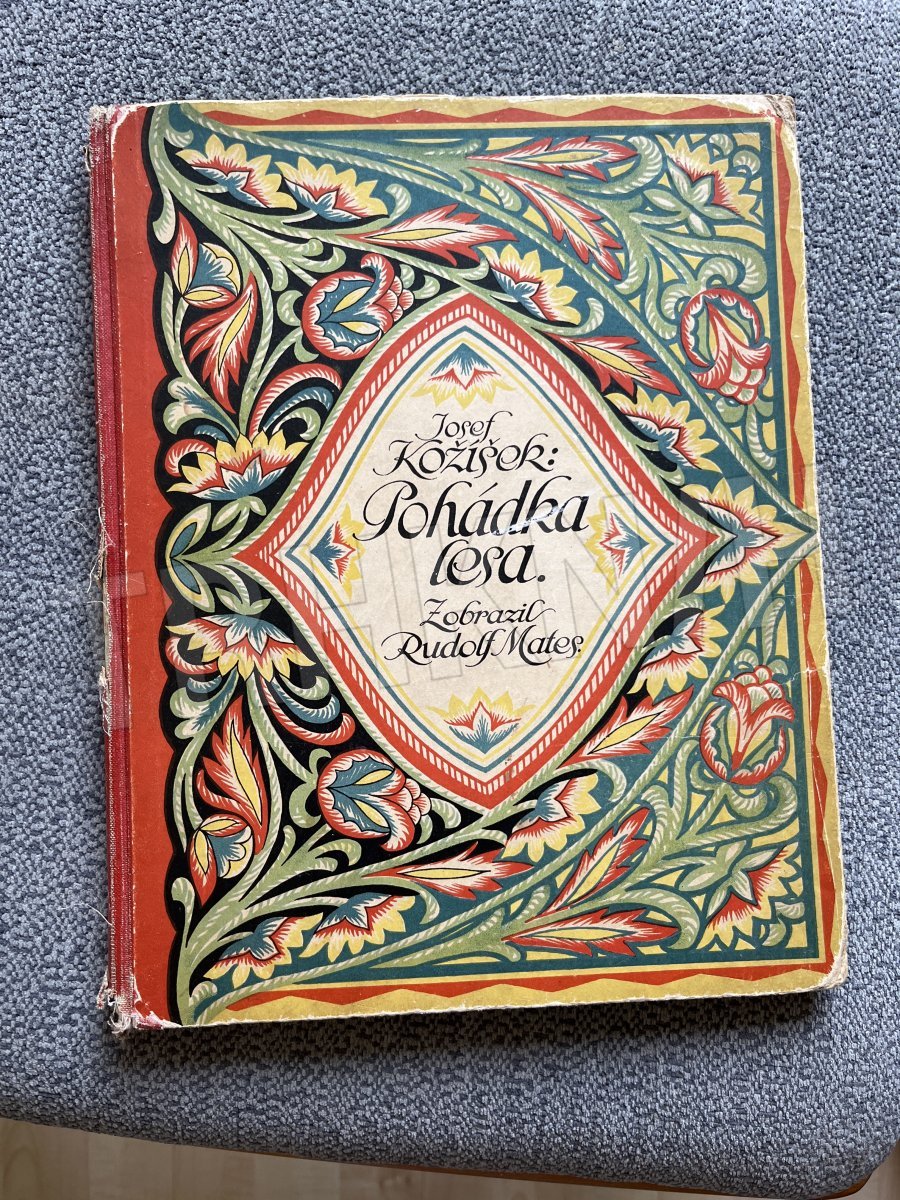 Josef
Kožíšek:
Pohádka
lesa.
Zobrazil
Rudolf Mates.